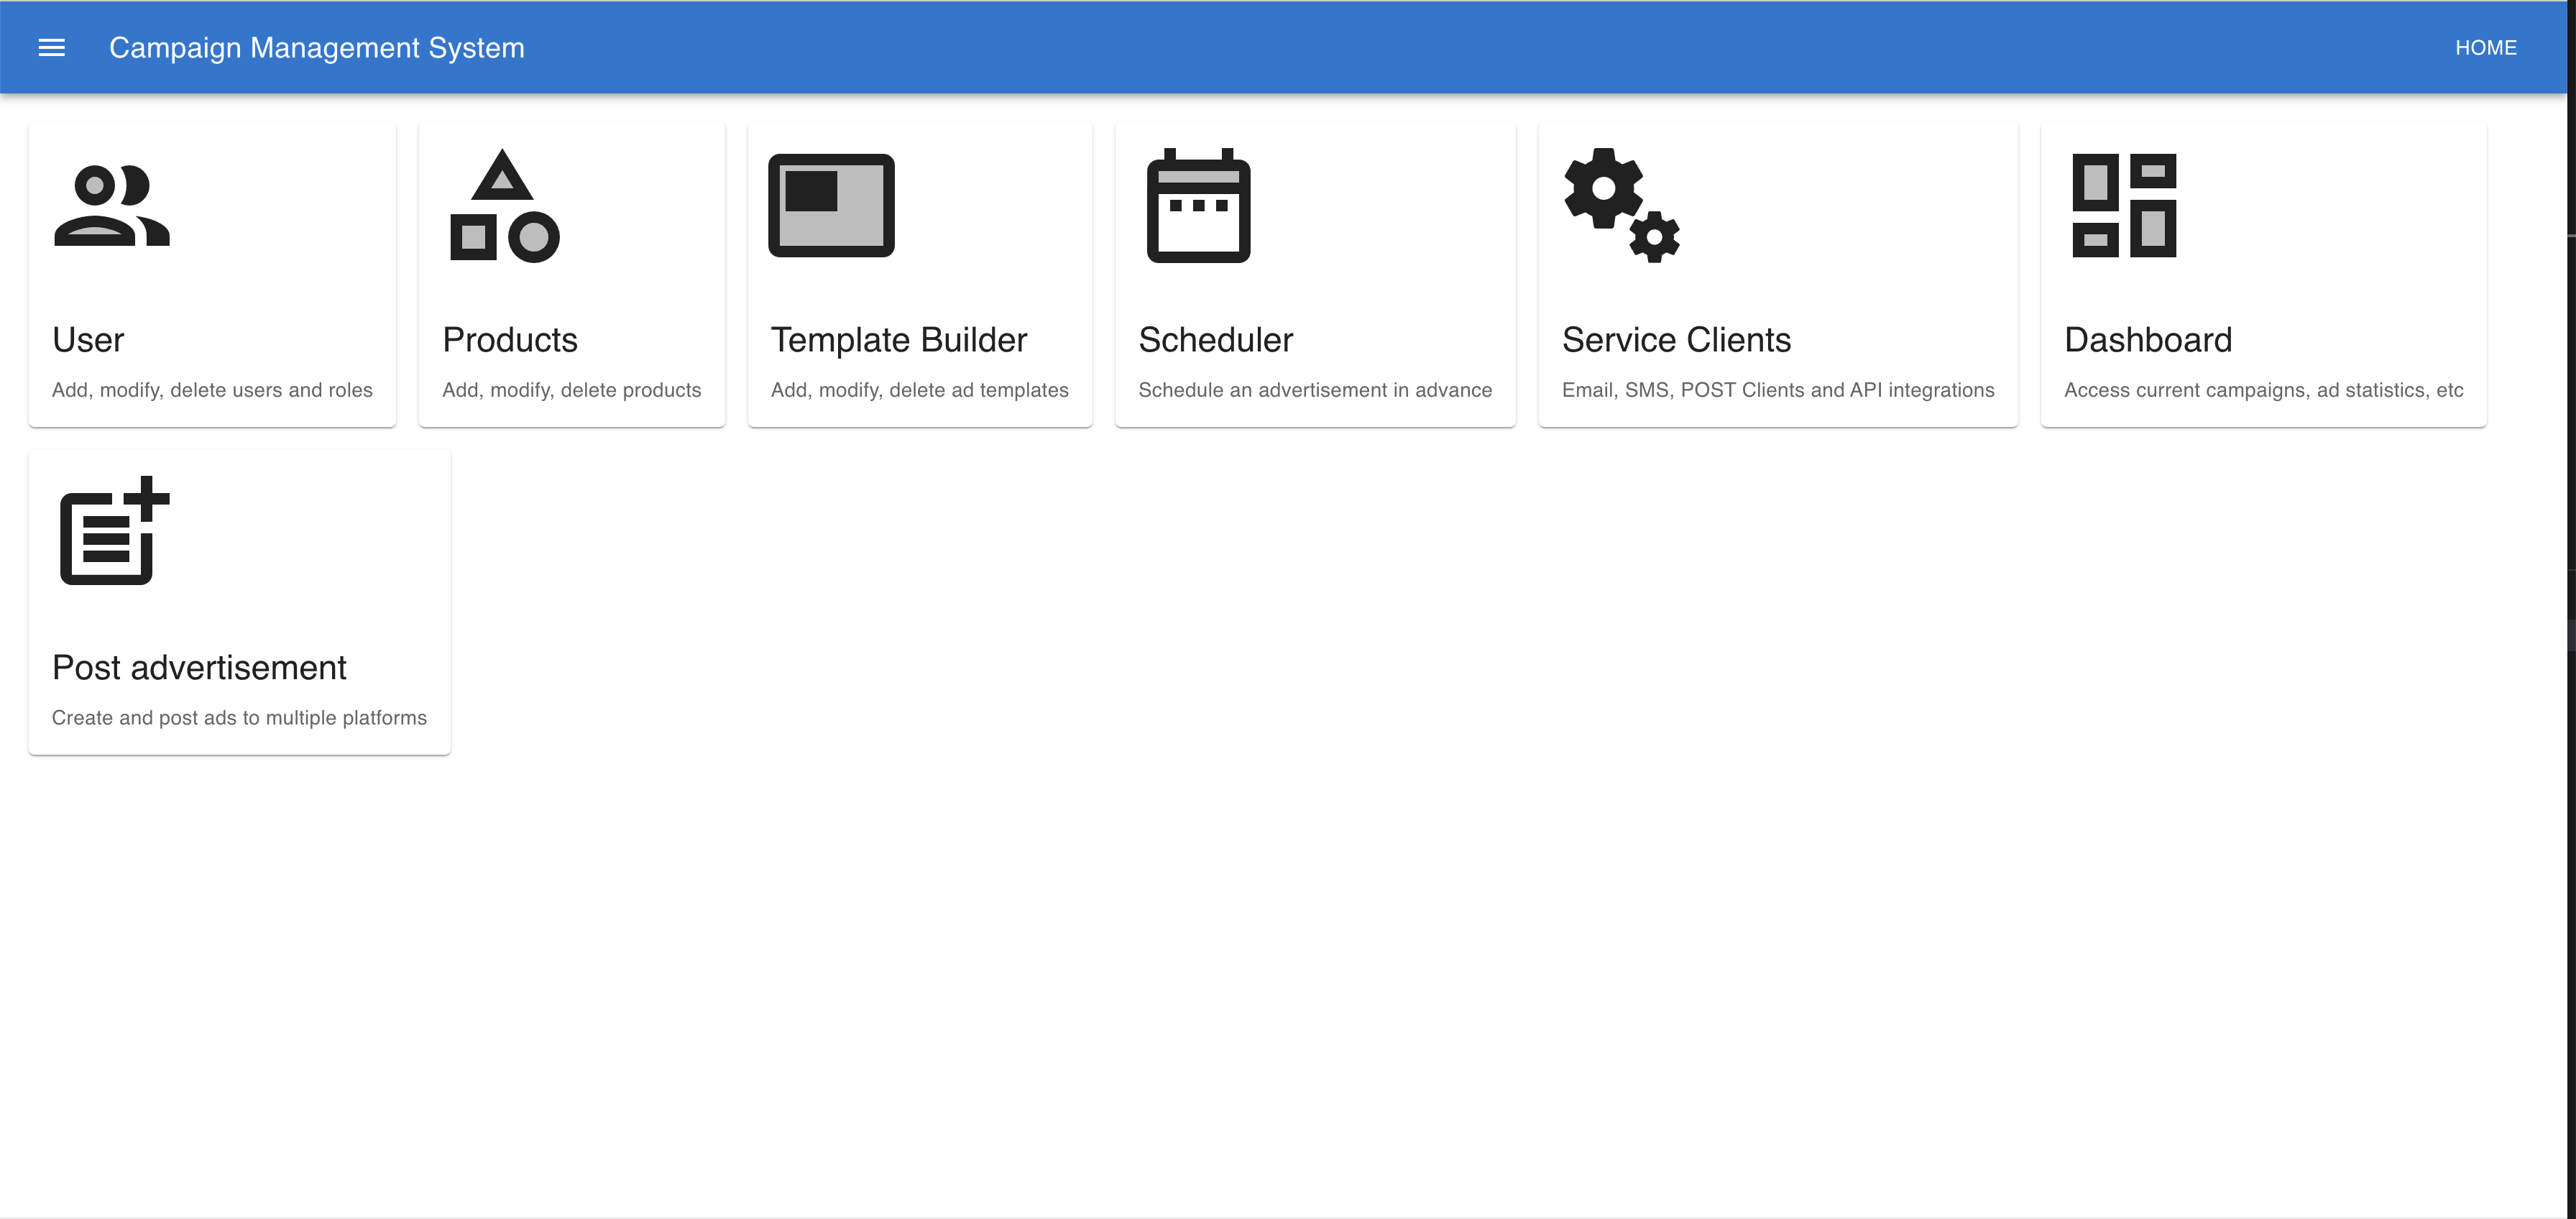 Campaign Management System
HOME
User
Add, modify, delete users and roles
Products
Add, modify, delete products
Template Builder
Add, modify, delete ad templates
Scheduler
Schedule an advertisement in advance
Service Clients
Email, SMS, POST Clients and API integrations
Dashboard
Access current campaigns, ad statistics, etc
Post advertisement
Create and post ads to multiple platforms